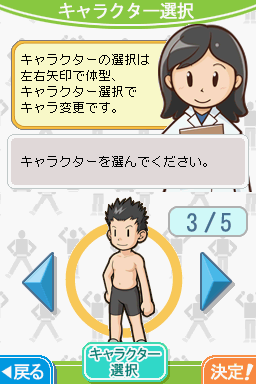 キャラクター選択
キャラクターの選択は
左右矢印で体型、
キャラクター選択で
キャラ変更です。
キャラクターを選んでください。
3/5
戻る
キャラクター
選択
決定!